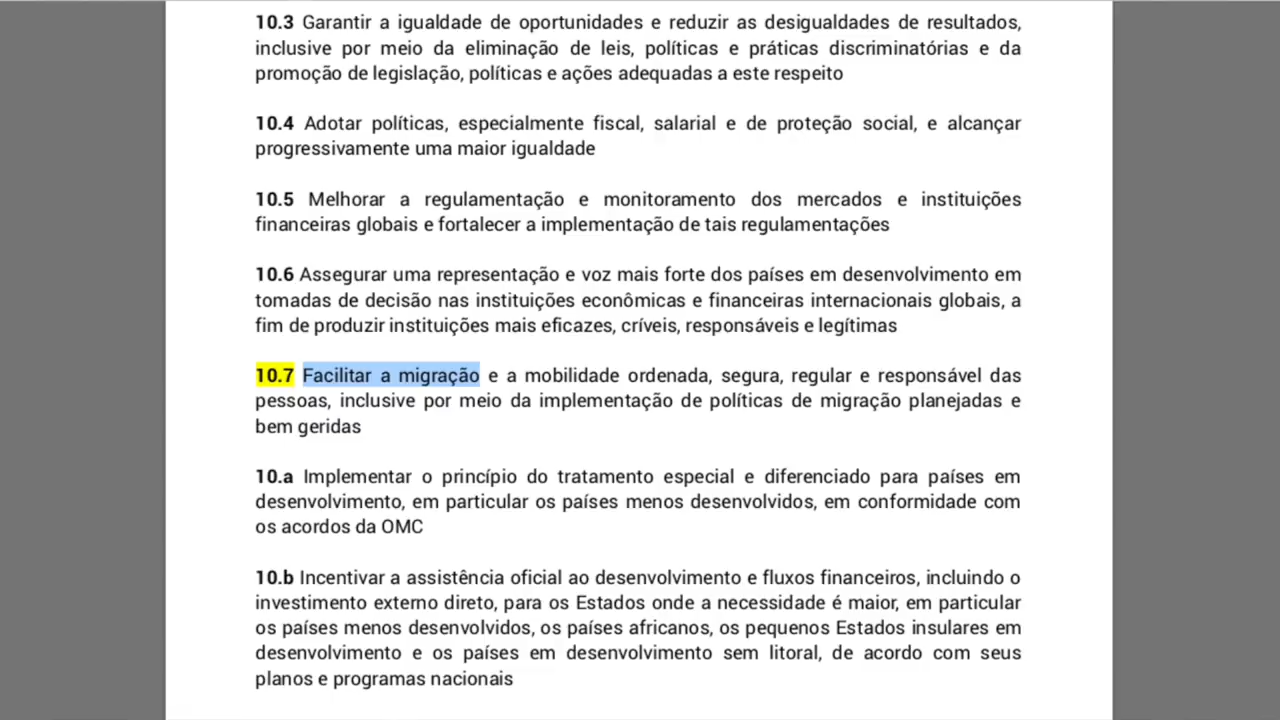 10.3 Garantir a igualdade de oportunidades e reduzir as desigualdades de resultados,
inclusive por meio da eliminação de leis, políticas e práticas discriminatórias e da
promoção de legislação, políticas e ações adequadas a este respeito
10.4 Adotar políticas, especialmente fiscal, salarial e de proteção social, e alcançar
progressivamente uma maior igualdade
10.5 Melhorar a regulamentação e monitoramento dos mercados e instituições
financeiras globais e fortalecer a implementação de tais regulamentações
10.6 Assegurar uma representação e voz mais forte dos países em desenvolvimento em
tomadas de decisão nas instituições econômicas e financeiras internacionais globais, a
fim de produzir instituições mais eficazes, críveis, responsáveis e legítimas
10.7 Facilitar a migração e a mobilidade ordenada, segura, regular e responsável das
pessoas, inclusive por meio da implementação de políticas de migração planejadas e
bem geridas
10.a Implementar o princípio do tratamento especial e diferenciado para países em
desenvolvimento, em particular os países menos desenvolvidos, em conformidade com
os acordos da OMC
10.b Incentivar a assistência oficial ao desenvolvimento e fluxos financeiros, incluindo o
investimento externo direto, para os Estados onde a necessidade é maior, em particular
os países menos desenvolvidos, os países africanos, os pequenos Estados insulares em
desenvolvimento e os países em desenvolvimento sem litoral, de acordo com seus
planos e programas nacionais